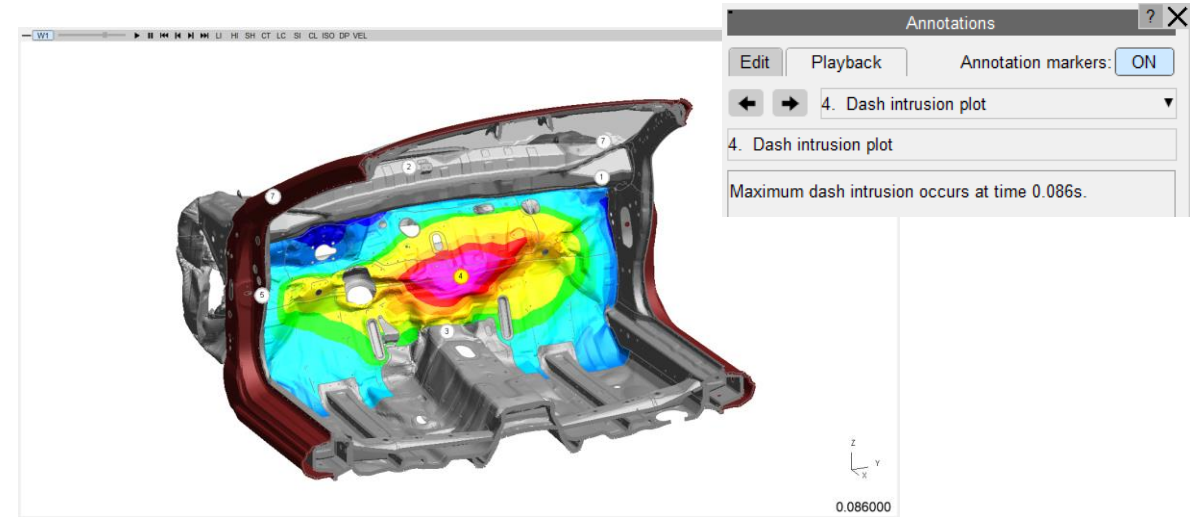 W1 LI HI SH CT LC SI CL ISO DP VEL
? X
Annotations
Edit Playback Annotation markers: ON
4. Dash intrusion plot
4. Dash intrusion plot
Maximum dash intrusion occurs at time 0.086s.
7
2
7
1
4
5
3
Z
Y
X
0.086000